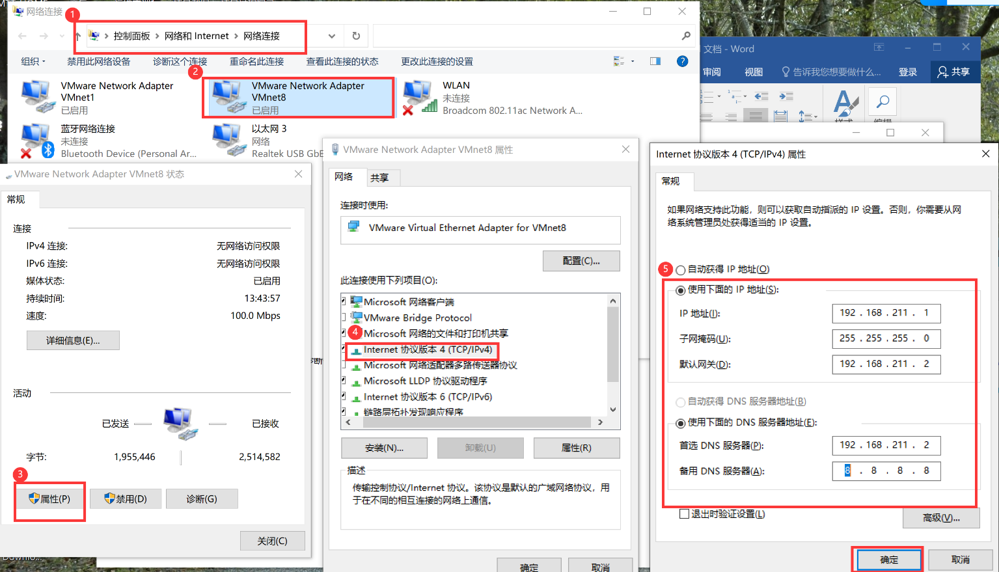 网络连接
1
控制面板 > 网络和 Internet > 网络连接
组织
禁用此网络设备
诊断这个连接
重命名此连接
查看此连接的状态
更改此连接的设置
2
VMware Network Adapter
VMnet1
已启用
VMware Network Adapter
VMnet8
已启用
WLAN
未连接
Broadcom 802.11ac Network A...
蓝牙网络连接
未连接
Bluetooth Device (Personal Ar...
以太网 3
网络
Realtek USB GbE
文档 - Word
审阅
视图
告诉我您想要做什么...
登录
共享
VMware Network Adapter VMnet8 状态
常规
连接
IPv4 连接:
无网络访问权限
IPv6 连接:
无网络访问权限
媒体状态:
已启用
持续时间:
13:43:57
速度:
100.0 Mbps
详细信息(E)...
活动
已发送
已接收
字节:
1,955,446
2,514,582
3
属性(P)
禁用(D)
诊断(G)
关闭(C)
VMware Network Adapter VMnet8 属性
网络
共享
连接时使用:
VMware Virtual Ethernet Adapter for VMnet8
配置(C)...
此连接使用下列项目(O):
Microsoft 网络客户端
VMware Bridge Protocol
Microsoft 网络的文件和打印机共享
4
Internet 协议版本 4 (TCP/IPv4)
Microsoft 网络适配器多路传送器协议
Microsoft LLDP 协议驱动程序
Internet 协议版本 6 (TCP/IPv6)
链路层拓扑发现响应程序
安装(N)...
卸载(U)
属性(R)
描述
传输控制协议/Internet 协议。该协议是默认的广域网络协议，用
于在不同的相互连接的网络上通信。
确定
取消
Internet 协议版本 4 (TCP/IPv4) 属性
常规
如果网络支持此功能，则可以获取自动指派的 IP 设置。否则，你需要从网
络系统管理员处获得适当的 IP 设置。
5
自动获得 IP 地址(O)
使用下面的 IP 地址(S):
IP 地址(I):
192 . 168 . 211 . 1
子网掩码(U):
255 . 255 . 255 . 0
默认网关(D):
192 . 168 . 211 . 2
自动获得 DNS 服务器地址(B)
使用下面的 DNS 服务器地址(E):
首选 DNS 服务器(P):
192 . 168 . 211 . 2
备用 DNS 服务器(A):
8 . 8 . 8 . 8
退出时验证设置(L)
高级(V)...
确定
取消